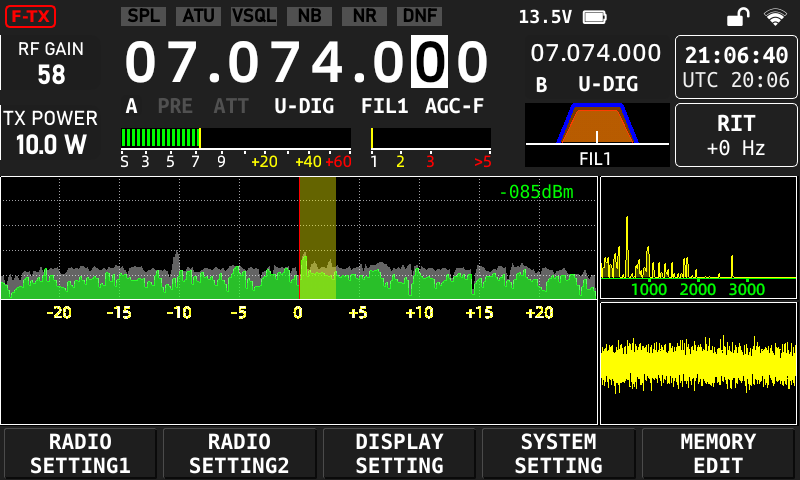 F-TX SPL ATU VSQL NB NR DNF 13.5V
RF GAIN
58
07.074.000
07.074.000
B U-DIG
21:06:40
UTC 20:06
TX POWER
10.0 W
A PRE ATT U-DIG FIL1 AGC-F
S 3 5 7 9 +20 +40 +60
1 2 3 >5
FIL1
RIT
+0 Hz
-085dBm
-20 -15 -10 -5 0 +5 +10 +15 +20
1000 2000 3000
RADIO
SETTING1
RADIO
SETTING2
DISPLAY
SETTING
SYSTEM
SETTING
MEMORY
EDIT